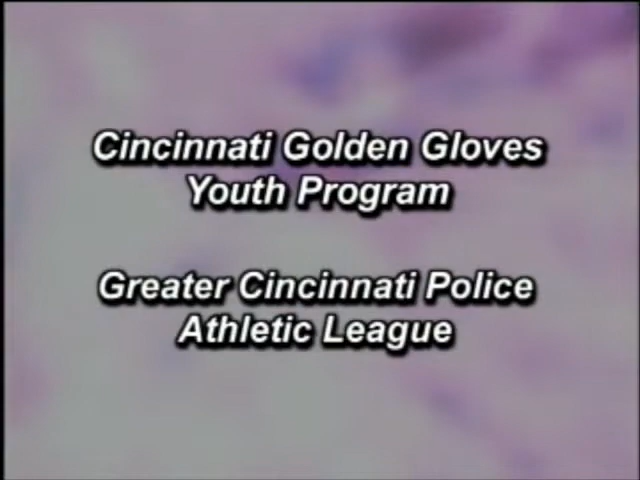 Cincinnati Golden Gloves
Youth Program
Greater Cincinnati Police
Athletic League